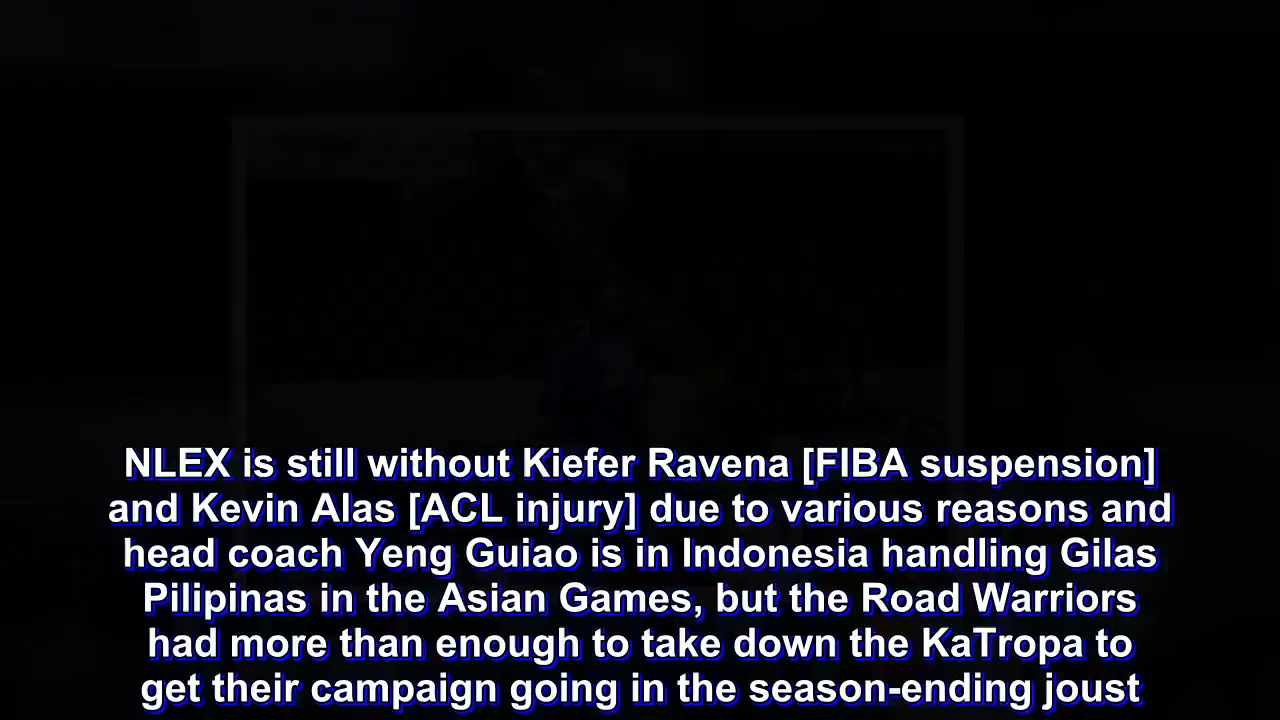 NLEX is still without Kiefer Ravena [FIBA suspension]
and Kevin Alas [ACL injury] due to various reasons and
head coach Yeng Guiao is in Indonesia handling Gilas
Pilipinas in the Asian Games, but the Road Warriors
had more than enough to take down the KaTropa to
get their campaign going in the season-ending joust